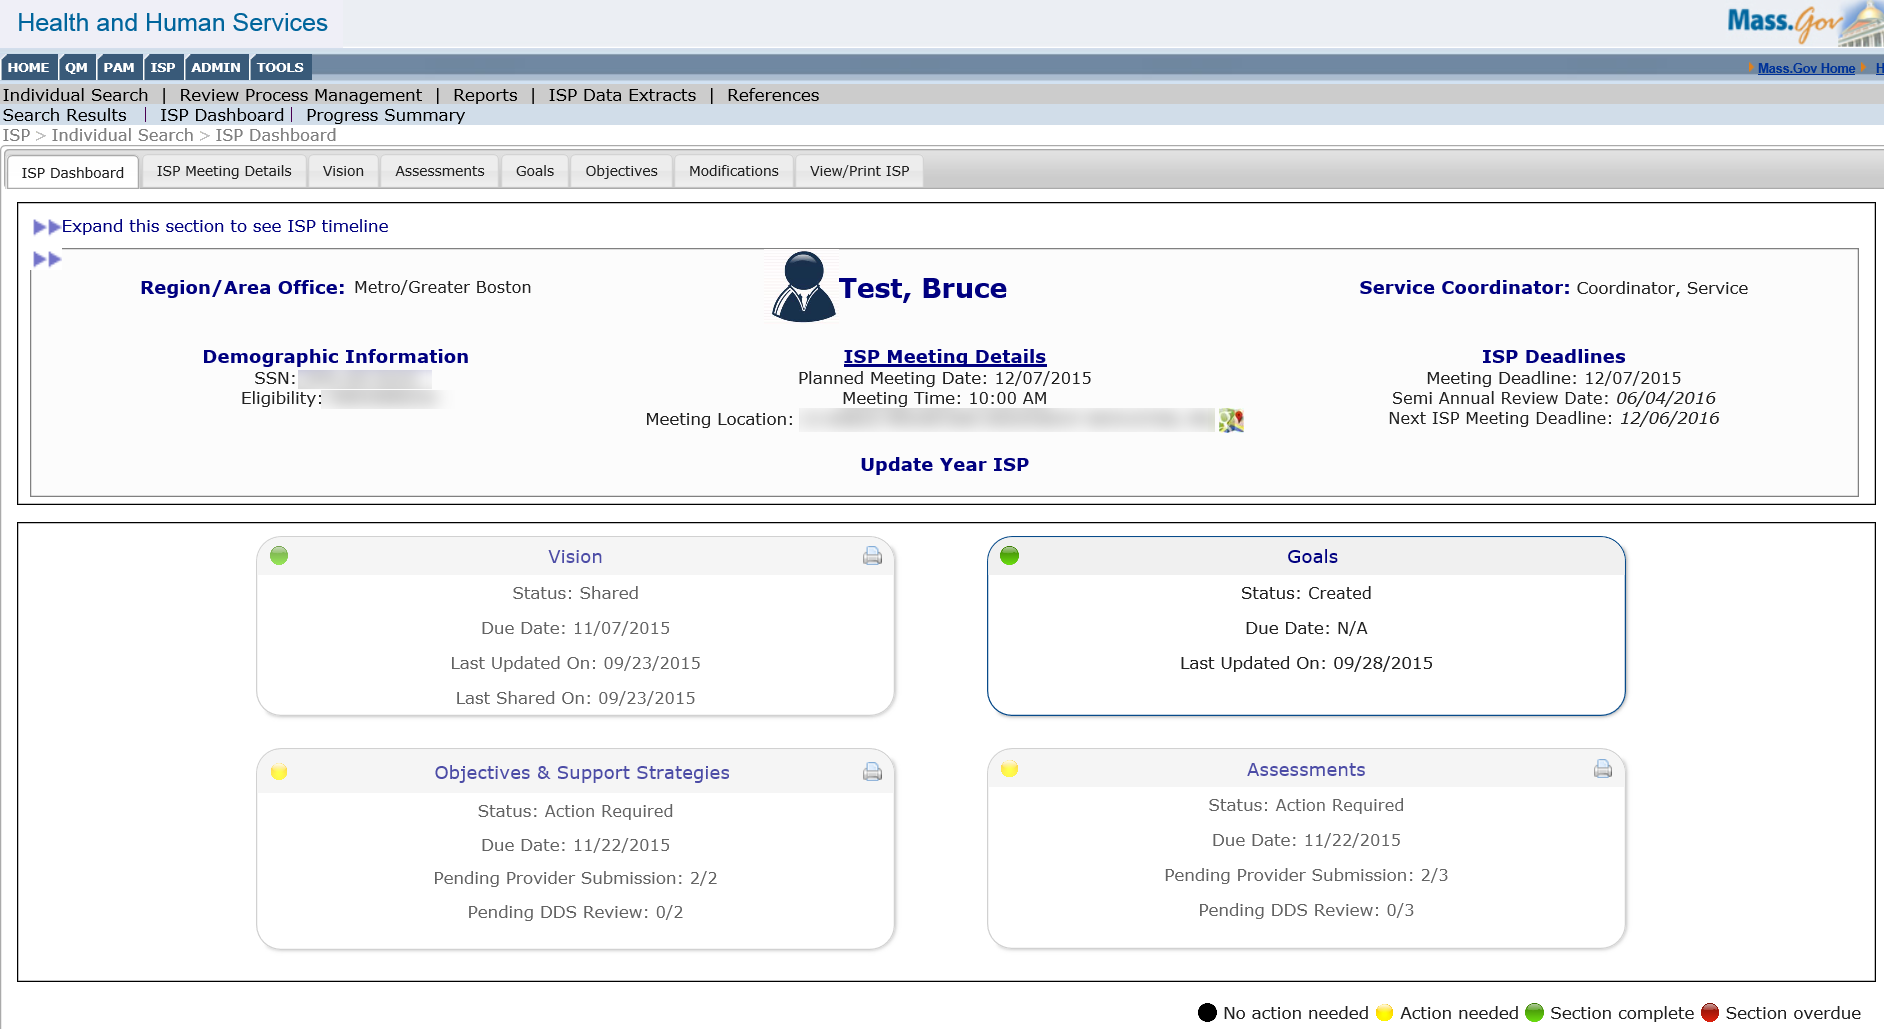 Health and Human Services
Mass.Gov
HOME QM PAM ISP ADMIN TOOLS
Mass.Gov Home H
Individual Search | Review Process Management | Reports | ISP Data Extracts | References
Search Results | ISP Dashboard | Progress Summary
ISP > Individual Search > ISP Dashboard
ISP Dashboard ISP Meeting Details Vision Assessments Goals Objectives Modifications View/Print ISP
Expand this section to see ISP timeline
Region/Area Office: Metro/Greater Boston
Test, Bruce
Service Coordinator: Coordinator, Service
Demographic Information
SSN:
Eligibility:
ISP Meeting Details
Planned Meeting Date: 12/07/2015
Meeting Time: 10:00 AM
Meeting Location:
Update Year ISP
ISP Deadlines
Meeting Deadline: 12/07/2015
Semi Annual Review Date: 06/04/2016
Next ISP Meeting Deadline: 12/06/2016
Vision
Status: Shared
Due Date: 11/07/2015
Last Updated On: 09/23/2015
Last Shared On: 09/23/2015
Goals
Status: Created
Due Date: N/A
Last Updated On: 09/28/2015
Objectives & Support Strategies
Status: Action Required
Due Date: 11/22/2015
Pending Provider Submission: 2/2
Pending DDS Review: 0/2
Assessments
Status: Action Required
Due Date: 11/22/2015
Pending Provider Submission: 2/3
Pending DDS Review: 0/3
No action needed Action needed Section complete Section overdue